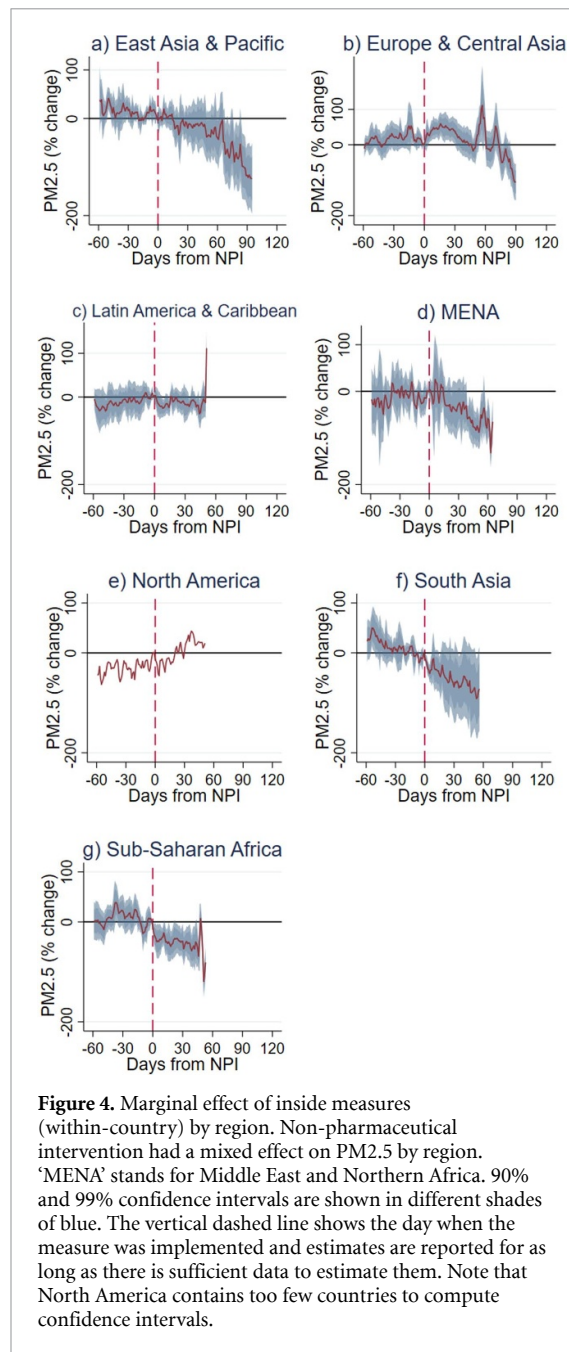 a) East Asia & Pacific
PM2.5 (% change)
100
0
-200
-60 -30 0 30 60 90 120
Days from NPI
b) Europe & Central Asia
PM2.5 (% change)
100
0
-200
-60 -30 0 30 60 90 120
Days from NPI
c) Latin America & Caribbean
PM2.5 (% change)
100
0
-200
-60 -30 0 30 60 90 120
Days from NPI
d) MENA
PM2.5 (% change)
100
0
-200
-60 -30 0 30 60 90 120
Days from NPI
e) North America
PM2.5 (% change)
100
0
-200
-60 -30 0 30 60 90 120
Days from NPI
f) South Asia
PM2.5 (% change)
100
0
-200
-60 -30 0 30 60 90 120
Days from NPI
g) Sub-Saharan Africa
PM2.5 (% change)
100
0
-200
-60 -30 0 30 60 90 120
Days from NPI
Figure 4. Marginal effect of inside measures
(within-country) by region. Non-pharmaceutical
intervention had a mixed effect on PM2.5 by region.
‘MENA’ stands for Middle East and Northern Africa. 90%
and 99% confidence intervals are shown in different shades
of blue. The vertical dashed line shows the day when the
measure was implemented and estimates are reported for as
long as there is sufficient data to estimate them. Note that
North America contains too few countries to compute
confidence intervals.